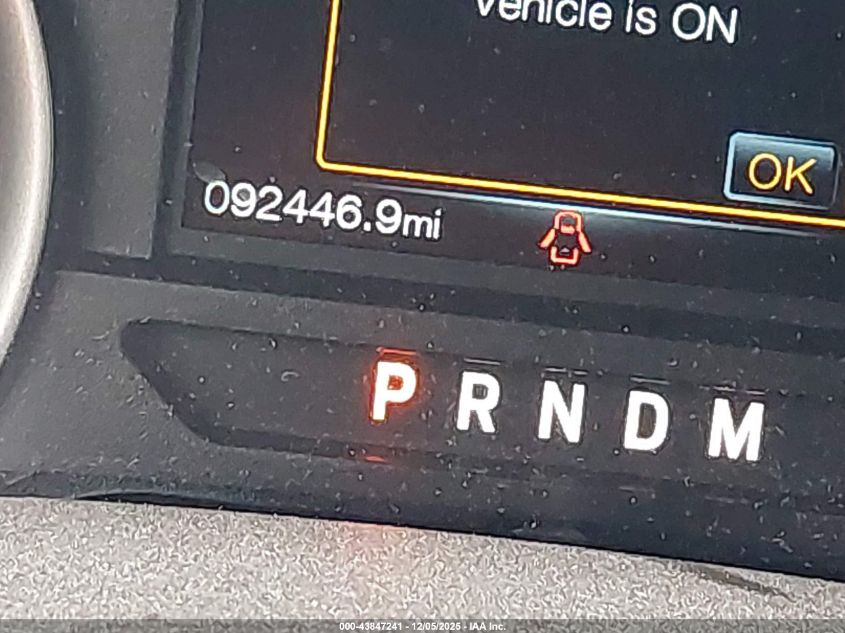 vehicle is ON
OK
092446.9mi
P R N D M
000-43847241 - 12/05/2025 - IAA Inc.